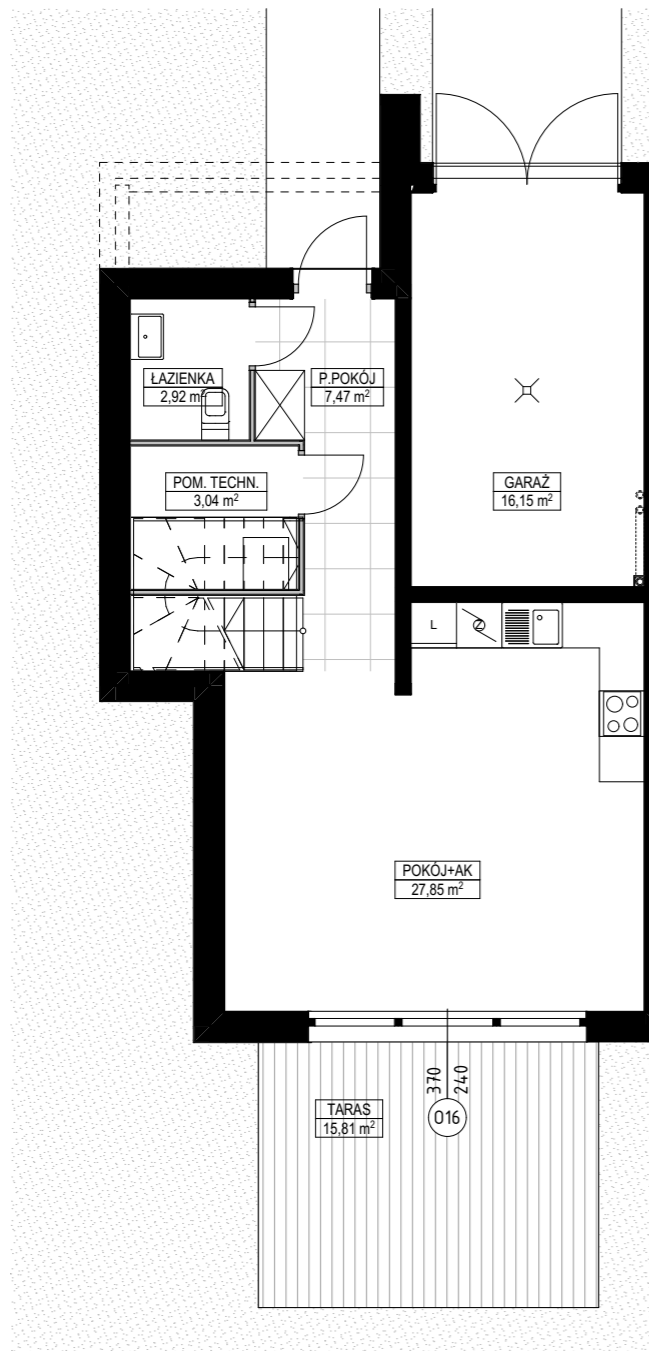 ŁAZIENKA
2,92 m²
P.POKÓJ
7,47 m²
POM. TECHN.
3,04 m²
GARAŻ
16,15 m²
L
Z
POKÓJ+AK
27,85 m²
370
240
O16
TARAS
15,81 m²